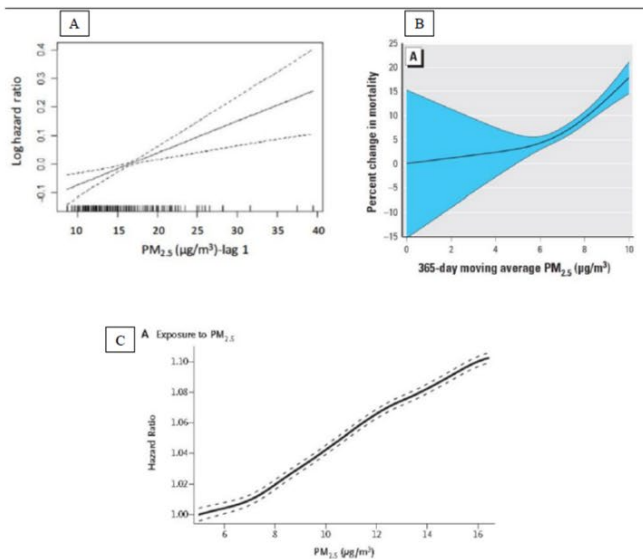 A
Log hazard ratio
0.4
0.3
0.2
0.1
0.0
-0.1
10 15 20 25 30 35 40
PM2.5 (µg/m³)-lag 1
B
A
Percent change in mortality
25
20
15
10
5
0
−5
−10
−15
0 2 4 6 8 10
365-day moving average PM2.5 (µg/m³)
C
A Exposure to PM2.5
Hazard Ratio
1.10
1.08
1.06
1.04
1.02
1.00
6 8 10 12 14 16
PM2.5 (µg/m³)